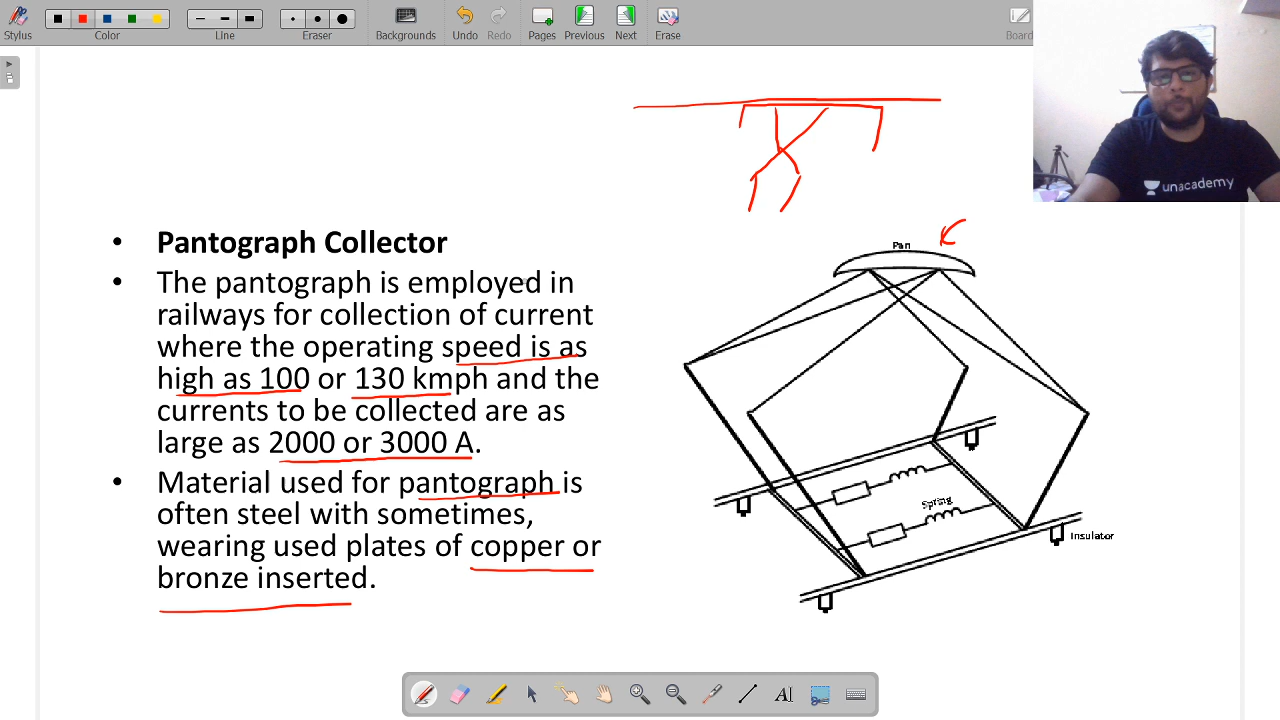 Stylus
Color
Line
Eraser
Backgrounds
Undo
Redo
Pages
Previous
Next
Erase
Board
unacademy
• Pantograph Collector
• The pantograph is employed in
railways for collection of current
where the operating speed is as
high as 100 or 130 kmph and the
currents to be collected are as
large as 2000 or 3000 A.
• Material used for pantograph is
often steel with sometimes,
wearing used plates of copper or
bronze inserted.
Pan
Spring
Insulator
AI